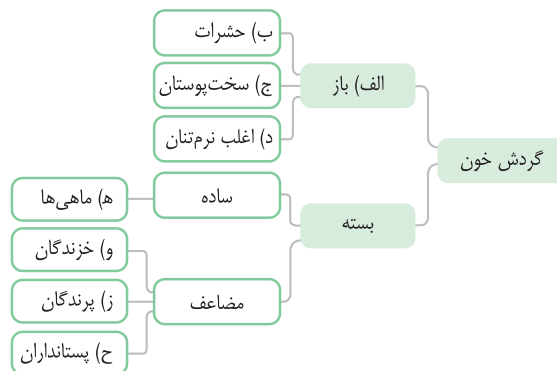 گردش خون
الف) باز
ب) حشرات
ج) سخت‌پوستان
د) اغلب نرم‌تنان
بسته
ساده
ه) ماهی‌ها
مضاعف
و) خزندگان
ز) پرندگان
ح) پستانداران